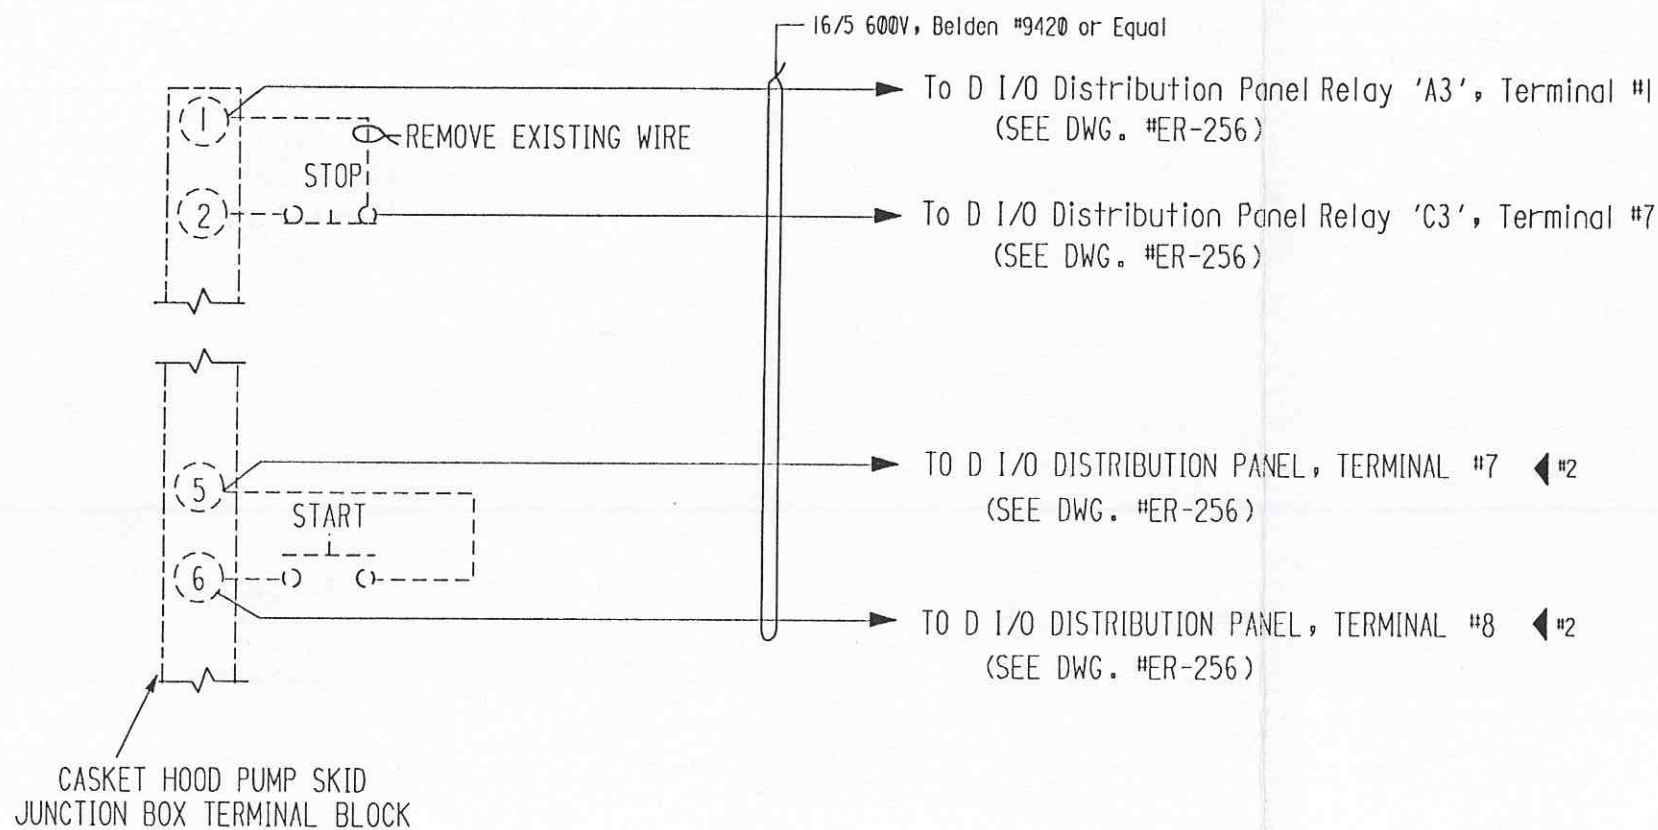 16/5 600V, Belden #9420 or Equal
To D I/O Distribution Panel Relay 'A3', Terminal #1
(SEE DWG. #ER-256)
1
REMOVE EXISTING WIRE
STOP
2
To D I/O Distribution Panel Relay 'C3', Terminal #7
(SEE DWG. #ER-256)
5
TO D I/O DISTRIBUTION PANEL, TERMINAL #7 #2
(SEE DWG. #ER-256)
START
6
TO D I/O DISTRIBUTION PANEL, TERMINAL #8 #2
(SEE DWG. #ER-256)
CASKET HOOD PUMP SKID
JUNCTION BOX TERMINAL BLOCK